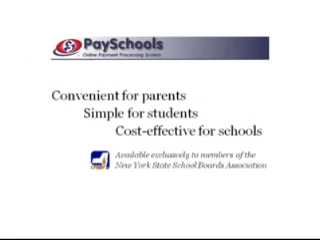 PaySchools
Online Payment Processing System
Convenient for parents
Simple for students
Cost-effective for schools
Available exclusively to members of the
New York State School Boards Association